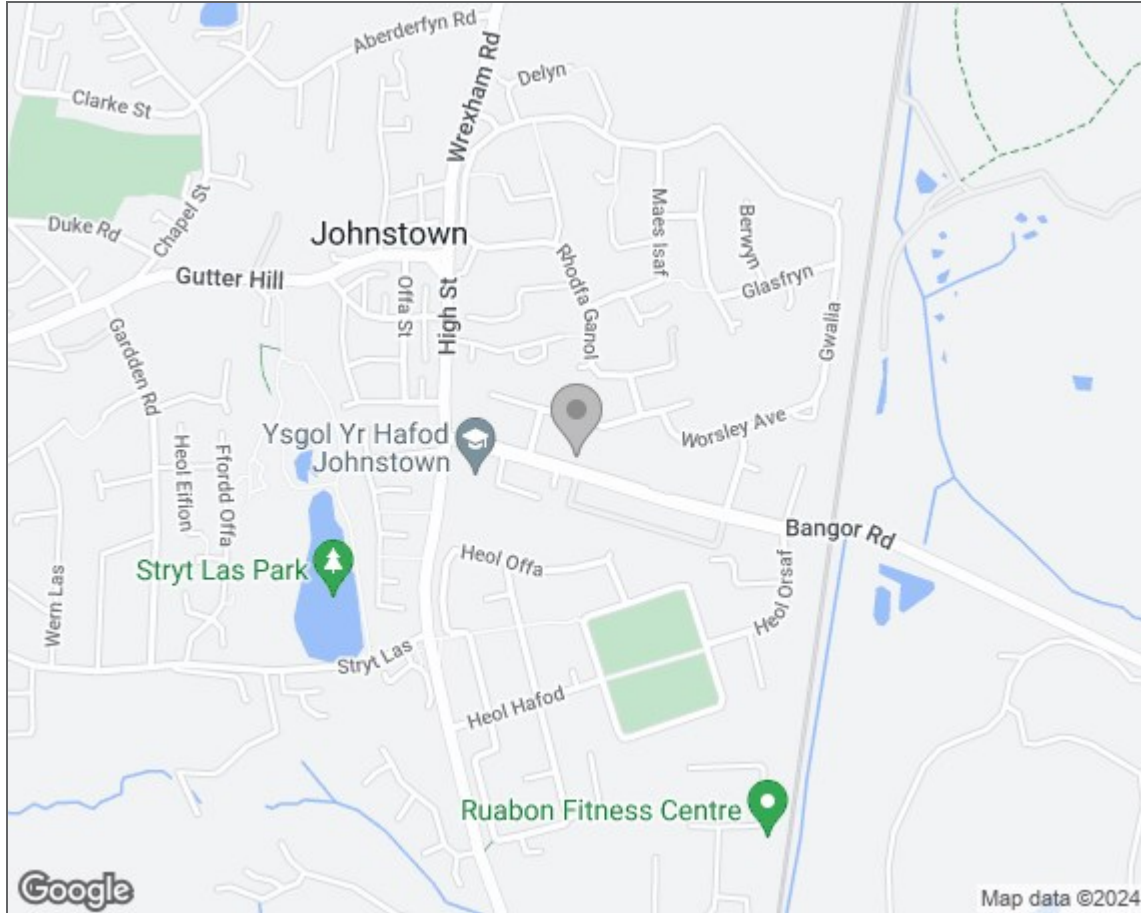 Aberderfyn Rd
Wrexham Rd
Delyn
Clarke St
Chapel St
Duke Rd
Johnstown
Maes Isaf
Berwyn
Gutter Hill
Offa St
High St
Rhodfa Ganol
Glasfryn
Gwalia
Gardden Rd
Heol Eifion
Ffordd Offa
Ysgol Yr Hafod
Johnstown
Worsley Ave
Bangor Rd
Stryt Las Park
Heol Offa
Heol Orsaf
Wern Las
Stryt Las
Heol Hafod
Ruabon Fitness Centre
Google
Map data ©2024